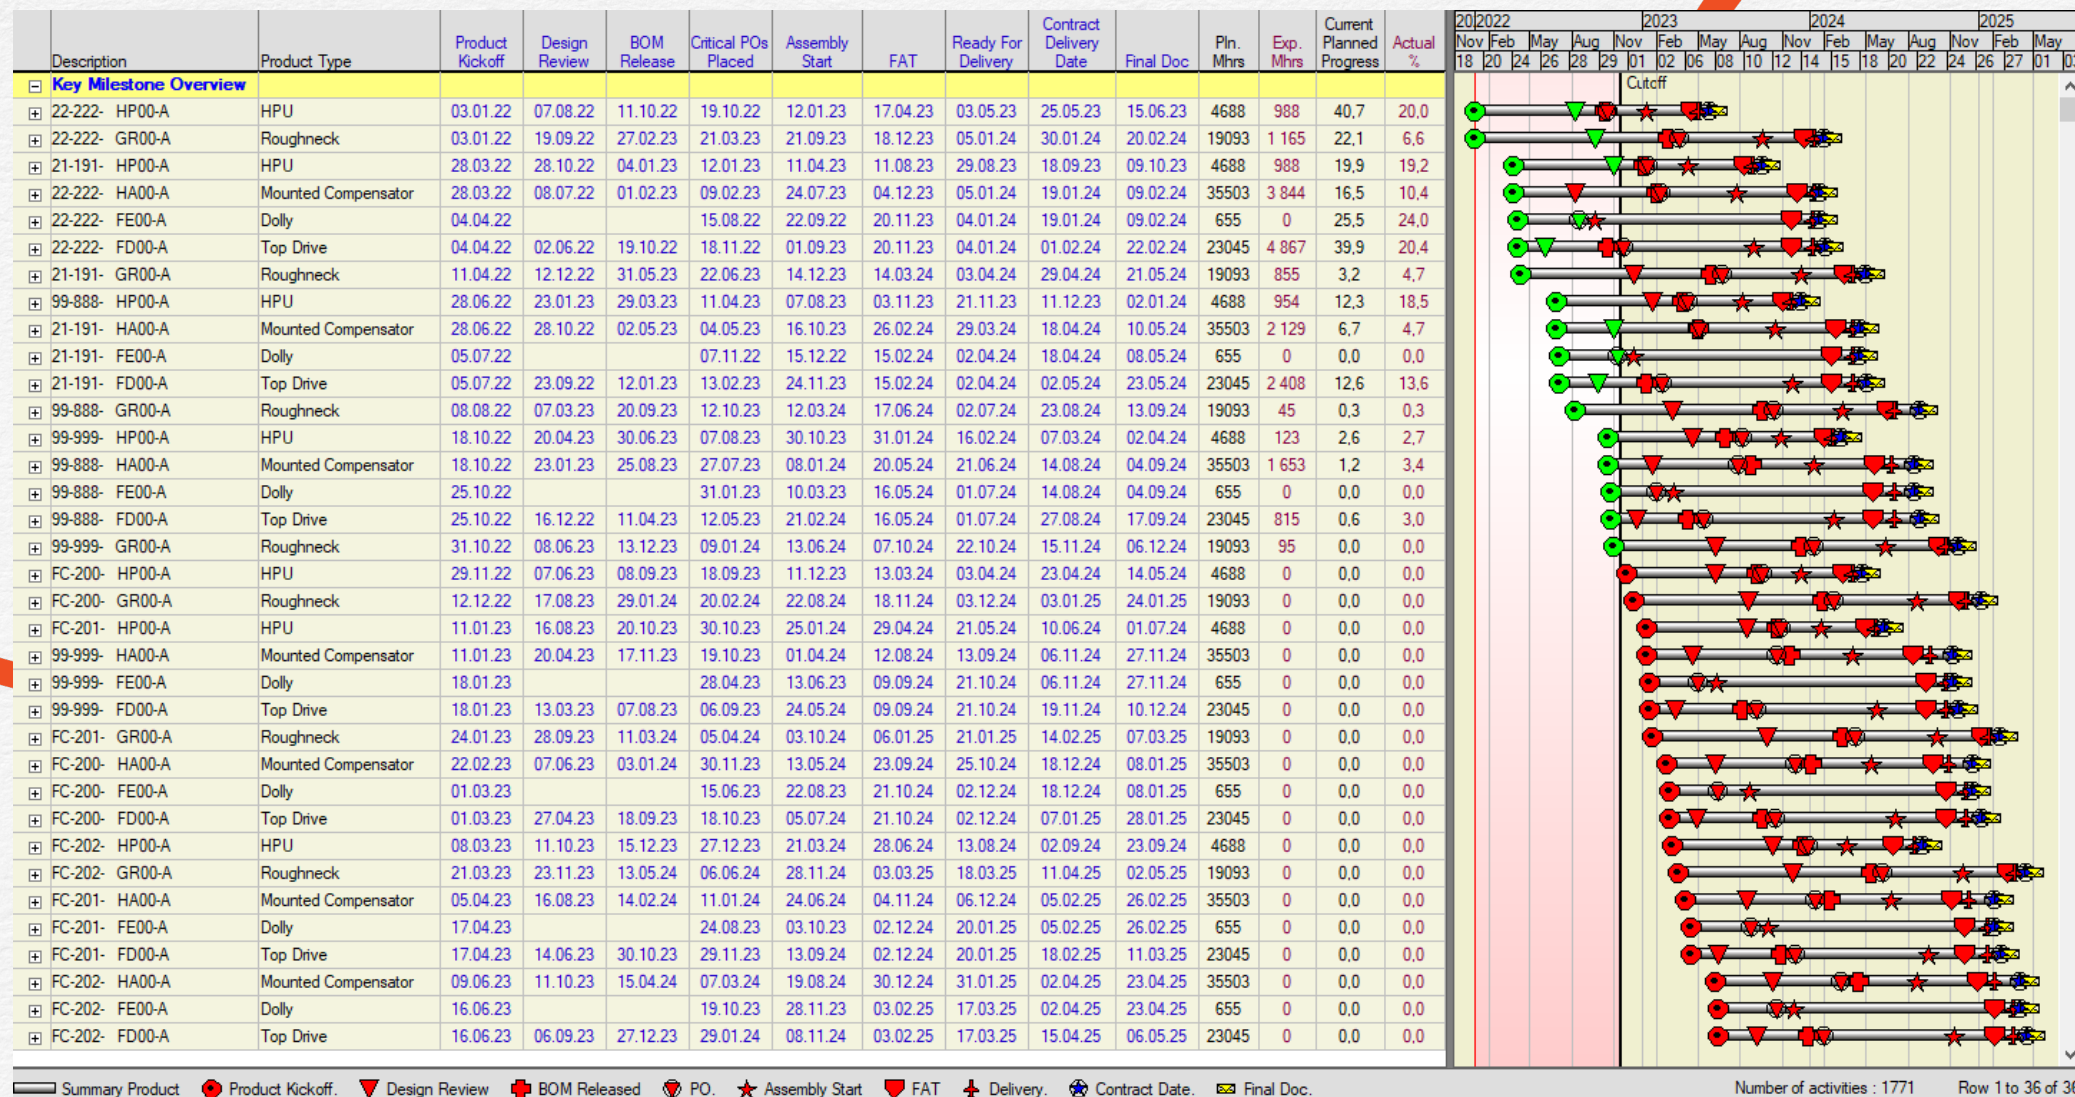 Description Product Type Product Kickoff Design Review BOM Release Critical POs Placed Assembly Start FAT Ready For Delivery Contract Delivery Date Final Doc Pln. Mhrs Exp. Mhrs Current Planned Progress Actual %
2022 2023 2024 2025
Nov Feb May Aug Nov Feb May Aug Nov Feb May Aug Nov Feb May
18 20 24 26 28 29 01 02 06 08 10 12 14 15 18 20 22 24 26 27 01
Key Milestone Overview Cutoff
22-222- HP00-A HPU 03.01.22 07.08.22 11.10.22 19.10.22 12.01.23 17.04.23 03.05.23 25.05.23 15.06.23 4688 988 40,7 20,0
22-222- GR00-A Roughneck 03.01.22 19.09.22 27.02.23 21.03.23 21.09.23 18.12.23 05.01.24 30.01.24 20.02.24 19093 1 165 22,1 6,6
21-191- HP00-A HPU 28.03.22 28.10.22 04.01.23 12.01.23 11.04.23 11.08.23 29.08.23 18.09.23 09.10.23 4688 988 19,9 19,2
22-222- HA00-A Mounted Compensator 28.03.22 08.07.22 01.02.23 09.02.23 24.07.23 04.12.23 05.01.24 19.01.24 09.02.24 35503 3 844 16,5 10,4
22-222- FE00-A Dolly 04.04.22 15.08.22 22.09.22 20.11.23 04.01.24 19.01.24 09.02.24 655 0 25,5 24,0
22-222- FD00-A Top Drive 04.04.22 02.06.22 19.10.22 18.11.22 01.09.23 20.11.23 04.01.24 01.02.24 22.02.24 23045 4 867 39,9 20,4
21-191- GR00-A Roughneck 11.04.22 12.12.22 31.05.23 22.06.23 14.12.23 14.03.24 03.04.24 29.04.24 21.05.24 19093 855 3,2 4,7
99-888- HP00-A HPU 28.06.22 23.01.23 29.03.23 11.04.23 07.08.23 03.11.23 21.11.23 11.12.23 02.01.24 4688 954 12,3 18,5
21-191- HA00-A Mounted Compensator 28.06.22 28.10.22 02.05.23 04.05.23 16.10.23 26.02.24 29.03.24 18.04.24 10.05.24 35503 2 129 6,7 4,7
21-191- FE00-A Dolly 05.07.22 07.11.22 15.12.22 15.02.24 02.04.24 18.04.24 08.05.24 655 0 0,0 0,0
21-191- FD00-A Top Drive 05.07.22 23.09.22 12.01.23 13.02.23 24.11.23 15.02.24 02.04.24 02.05.24 23.05.24 23045 2 408 12,6 13,6
99-888- GR00-A Roughneck 08.08.22 07.03.23 20.09.23 12.10.23 12.03.24 17.06.24 02.07.24 23.08.24 13.09.24 19093 45 0,3 0,3
99-999- HP00-A HPU 18.10.22 20.04.23 30.06.23 07.08.23 30.10.23 31.01.24 16.02.24 07.03.24 02.04.24 4688 123 2,6 2,7
99-888- HA00-A Mounted Compensator 18.10.22 23.01.23 25.08.23 27.07.23 08.01.24 20.05.24 21.06.24 14.08.24 04.09.24 35503 1 653 1,2 3,4
99-888- FE00-A Dolly 25.10.22 31.01.23 10.03.23 16.05.24 01.07.24 14.08.24 04.09.24 655 0 0,0 0,0
99-888- FD00-A Top Drive 25.10.22 16.12.22 11.04.23 12.05.23 21.02.24 16.05.24 01.07.24 27.08.24 17.09.24 23045 815 0,6 3,0
99-999- GR00-A Roughneck 31.10.22 08.06.23 13.12.23 09.01.24 13.06.24 07.10.24 22.10.24 15.11.24 06.12.24 19093 95 0,0 0,0
FC-200- HP00-A HPU 29.11.22 07.06.23 08.09.23 18.09.23 11.12.23 13.03.24 03.04.24 23.04.24 14.05.24 4688 0 0,0 0,0
FC-200- GR00-A Roughneck 12.12.22 17.08.23 29.01.24 20.02.24 22.08.24 18.11.24 03.12.24 03.01.25 24.01.25 19093 0 0,0 0,0
FC-201- HP00-A HPU 11.01.23 16.08.23 20.10.23 30.10.23 25.01.24 29.04.24 21.05.24 10.06.24 01.07.24 4688 0 0,0 0,0
99-999- HA00-A Mounted Compensator 11.01.23 20.04.23 17.11.23 19.10.23 01.04.24 12.08.24 13.09.24 06.11.24 27.11.24 35503 0 0,0 0,0
99-999- FE00-A Dolly 18.01.23 28.04.23 13.06.23 09.09.24 21.10.24 06.11.24 27.11.24 655 0 0,0 0,0
99-999- FD00-A Top Drive 18.01.23 13.03.23 07.08.23 06.09.23 24.05.24 09.09.24 21.10.24 19.11.24 10.12.24 23045 0 0,0 0,0
FC-201- GR00-A Roughneck 24.01.23 28.09.23 11.03.24 05.04.24 03.10.24 06.01.25 21.01.25 14.02.25 07.03.25 19093 0 0,0 0,0
FC-200- HA00-A Mounted Compensator 22.02.23 07.06.23 03.01.24 30.11.23 13.05.24 23.09.24 25.10.24 18.12.24 08.01.25 35503 0 0,0 0,0
FC-200- FE00-A Dolly 01.03.23 15.06.23 22.08.23 21.10.24 02.12.24 18.12.24 08.01.25 655 0 0,0 0,0
FC-200- FD00-A Top Drive 01.03.23 27.04.23 18.09.23 18.10.23 05.07.24 21.10.24 02.12.24 07.01.25 28.01.25 23045 0 0,0 0,0
FC-202- HP00-A HPU 08.03.23 11.10.23 15.12.23 27.12.23 21.03.24 28.06.24 13.08.24 02.09.24 23.09.24 4688 0 0,0 0,0
FC-202- GR00-A Roughneck 21.03.23 23.11.23 13.05.24 06.06.24 28.11.24 03.03.25 18.03.25 11.04.25 02.05.25 19093 0 0,0 0,0
FC-201- HA00-A Mounted Compensator 05.04.23 16.08.23 14.02.24 11.01.24 24.06.24 04.11.24 06.12.24 05.02.25 26.02.25 35503 0 0,0 0,0
FC-201- FE00-A Dolly 17.04.23 24.08.23 03.10.23 02.12.24 20.01.25 05.02.25 26.02.25 655 0 0,0 0,0
FC-201- FD00-A Top Drive 17.04.23 14.06.23 30.10.23 29.11.23 13.09.24 02.12.24 20.01.25 18.02.25 11.03.25 23045 0 0,0 0,0
FC-202- HA00-A Mounted Compensator 09.06.23 11.10.23 15.04.24 07.03.24 19.08.24 30.12.24 31.01.25 02.04.25 23.04.25 35503 0 0,0 0,0
FC-202- FE00-A Dolly 16.06.23 19.10.23 28.11.23 03.02.25 17.03.25 02.04.25 23.04.25 655 0 0,0 0,0
FC-202- FD00-A Top Drive 16.06.23 06.09.23 27.12.23 29.01.24 08.11.24 03.02.25 17.03.25 15.04.25 06.05.25 23045 0 0,0 0,0
Summary Product Product Kickoff. Design Review BOM Released PO. Assembly Start FAT Delivery. Contract Date. Final Doc. Number of activities : 1771 Row 1 to 36 of 36